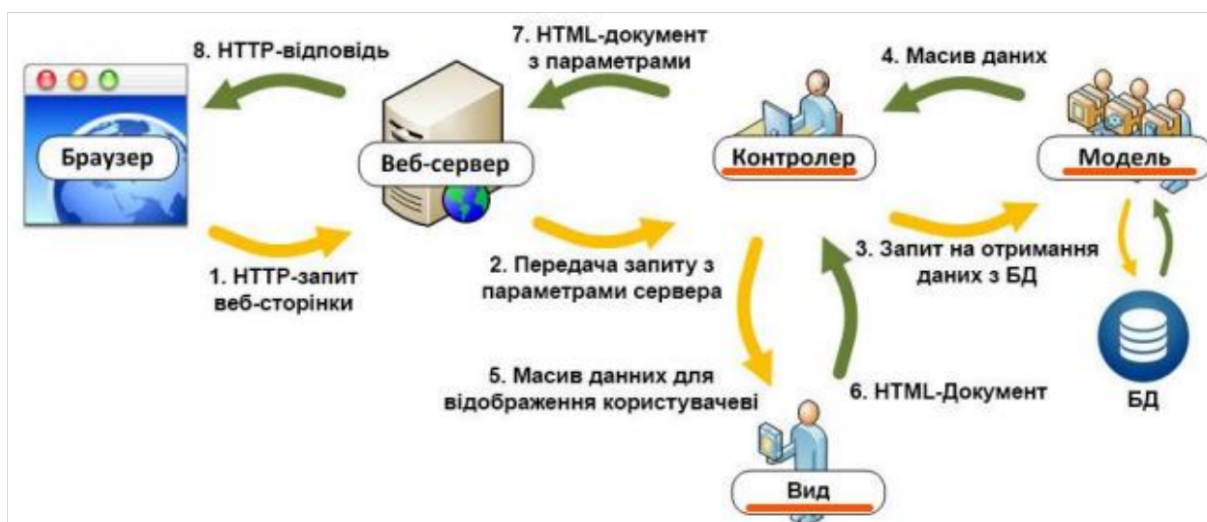 8. HTTP-відповідь
7. HTML-документ
з параметрами
4. Масив даних
Браузер
Веб-сервер
Контролер
Модель
1. HTTP-запит
веб-сторінки
2. Передача запиту з
параметрами сервера
3. Запит на отримання
даних з БД
5. Масив данних для
відображення користувачеві
6. HTML-Документ
БД
Вид